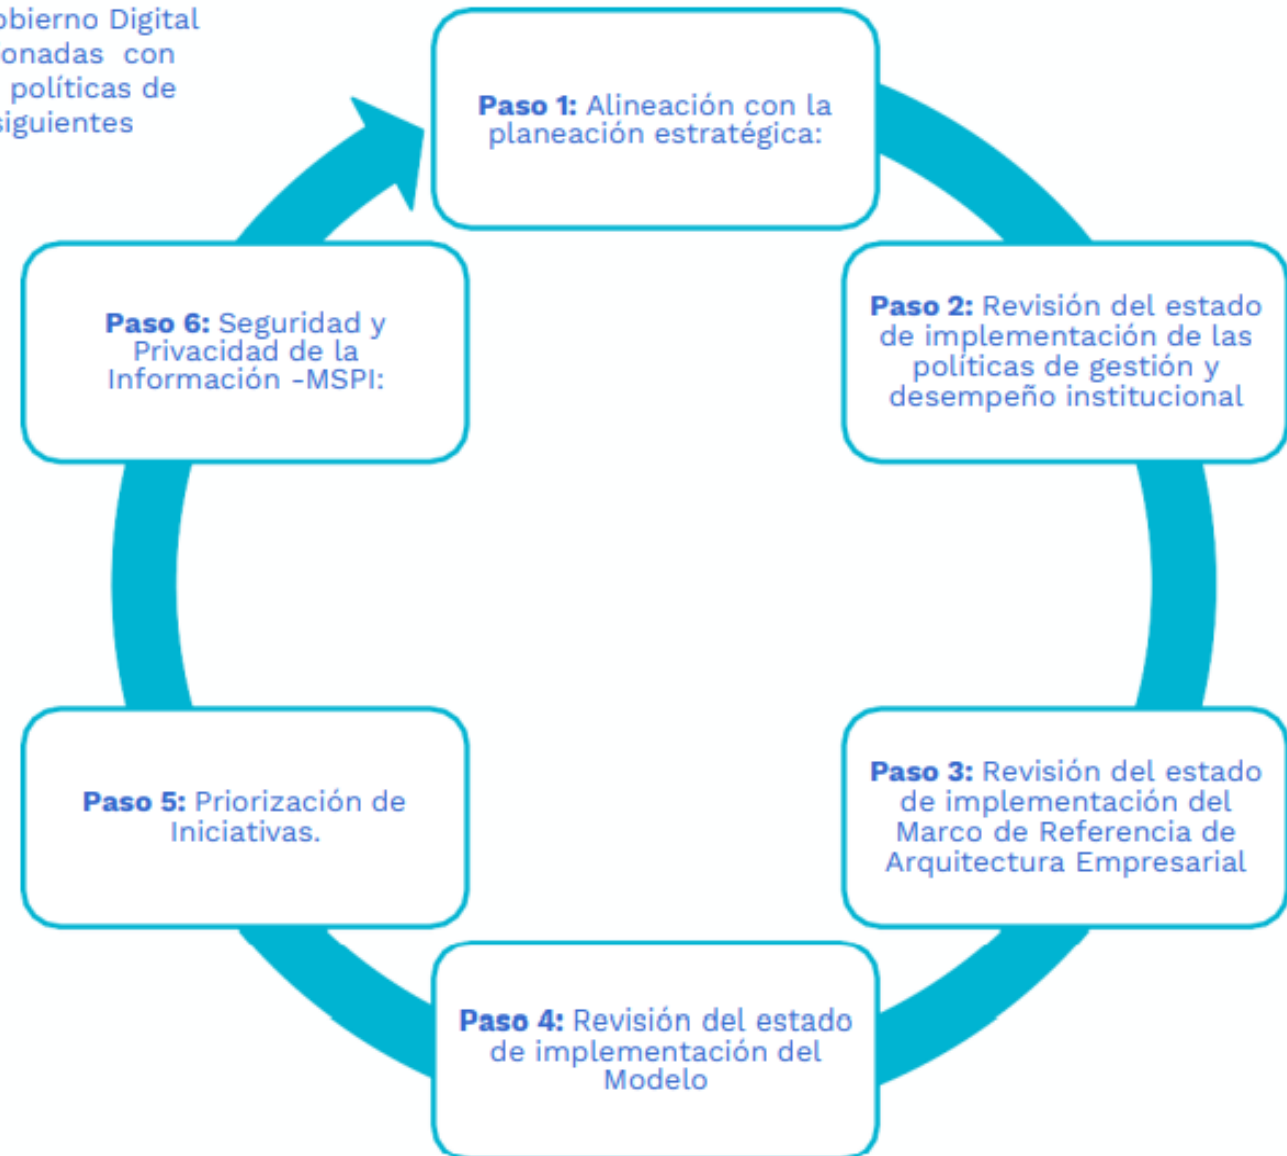 obierno Digital
onadas con
políticas de
siguientes
Paso 1: Alineación con la
planeación estratégica:
Paso 2: Revisión del estado
de implementación de las
políticas de gestión y
desempeño institucional
Paso 3: Revisión del estado
de implementación del
Marco de Referencia de
Arquitectura Empresarial
Paso 4: Revisión del estado
de implementación del
Modelo
Paso 5: Priorización de
Iniciativas.
Paso 6: Seguridad y
Privacidad de la
Información -MSPI: